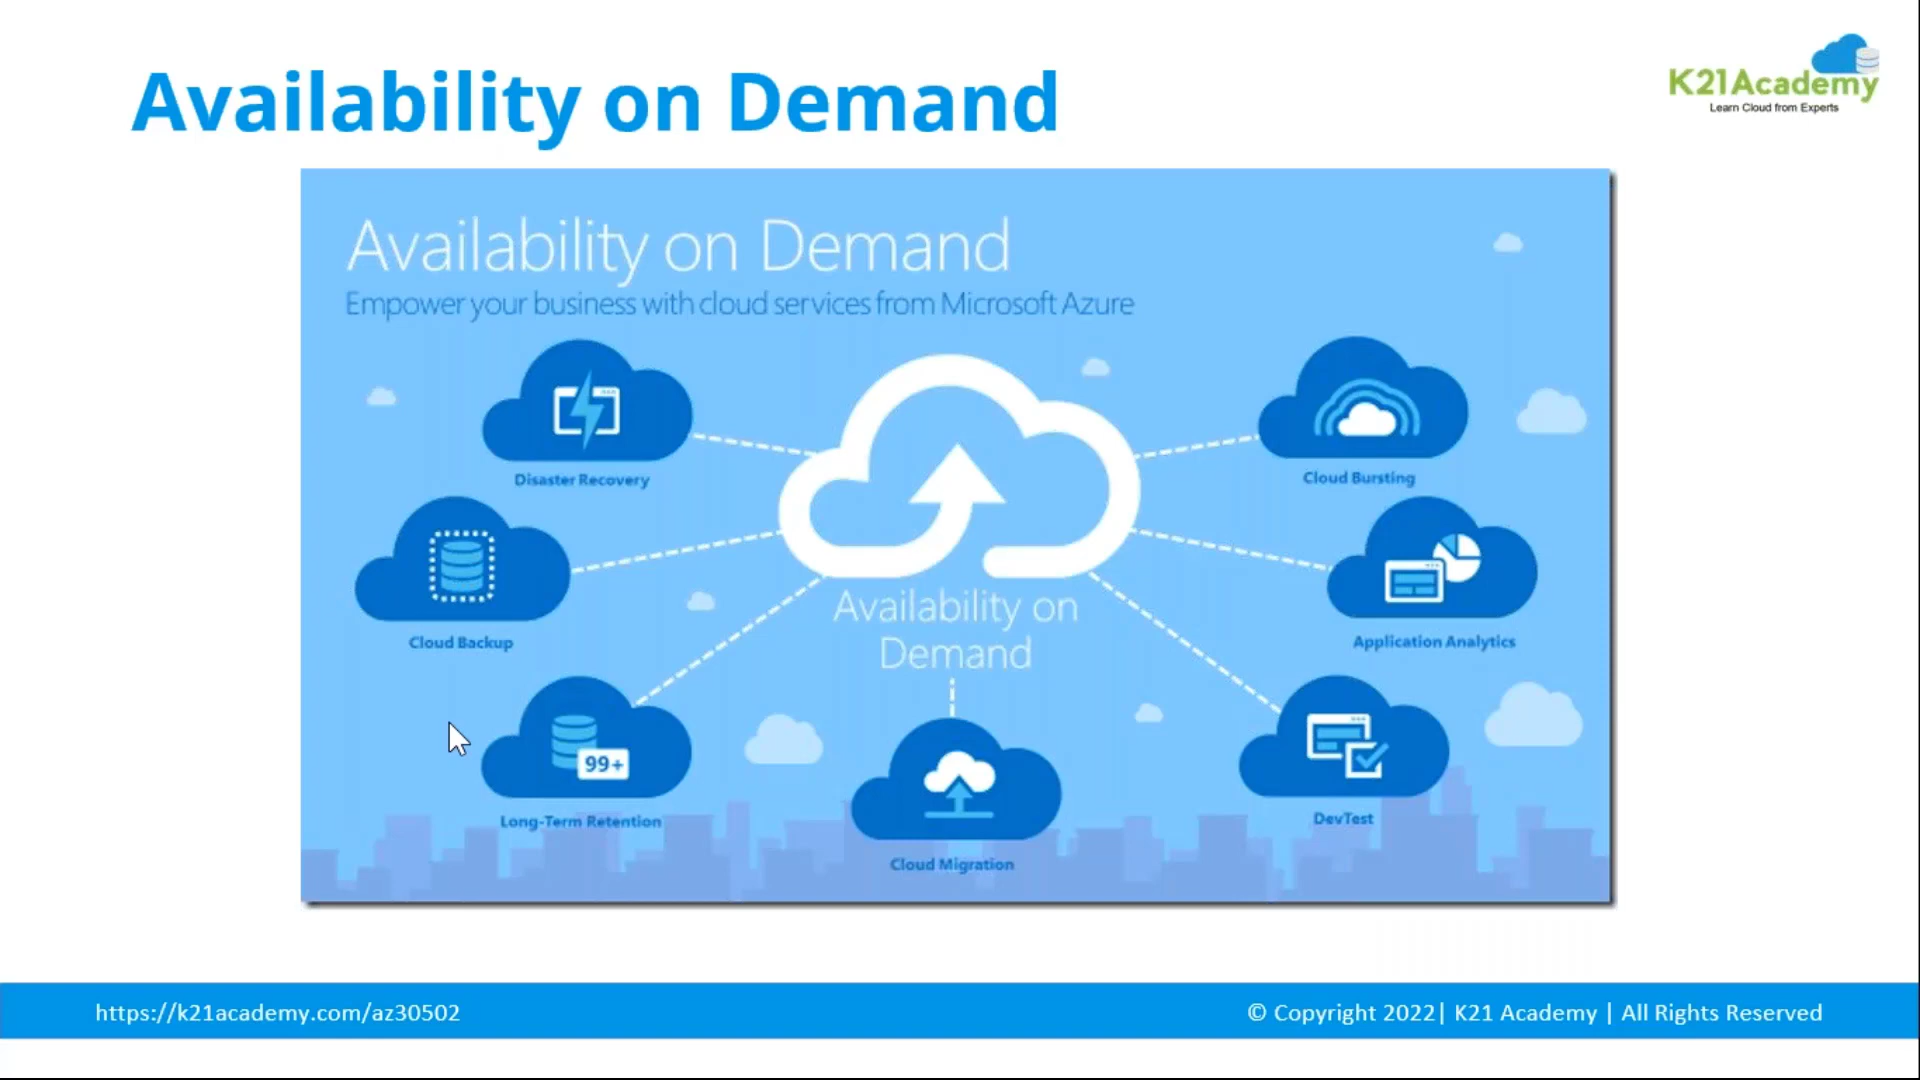 Availability on Demand
K21Academy
Learn Cloud from Experts
Availability on Demand
Empower your business with cloud services from Microsoft Azure
Disaster Recovery
Cloud Bursting
Cloud Backup
Application Analytics
Availability on
Demand
99+
Long-Term Retention
DevTest
Cloud Migration
https://k21academy.com/az30502
© Copyright 2022| K21 Academy | All Rights Reserved